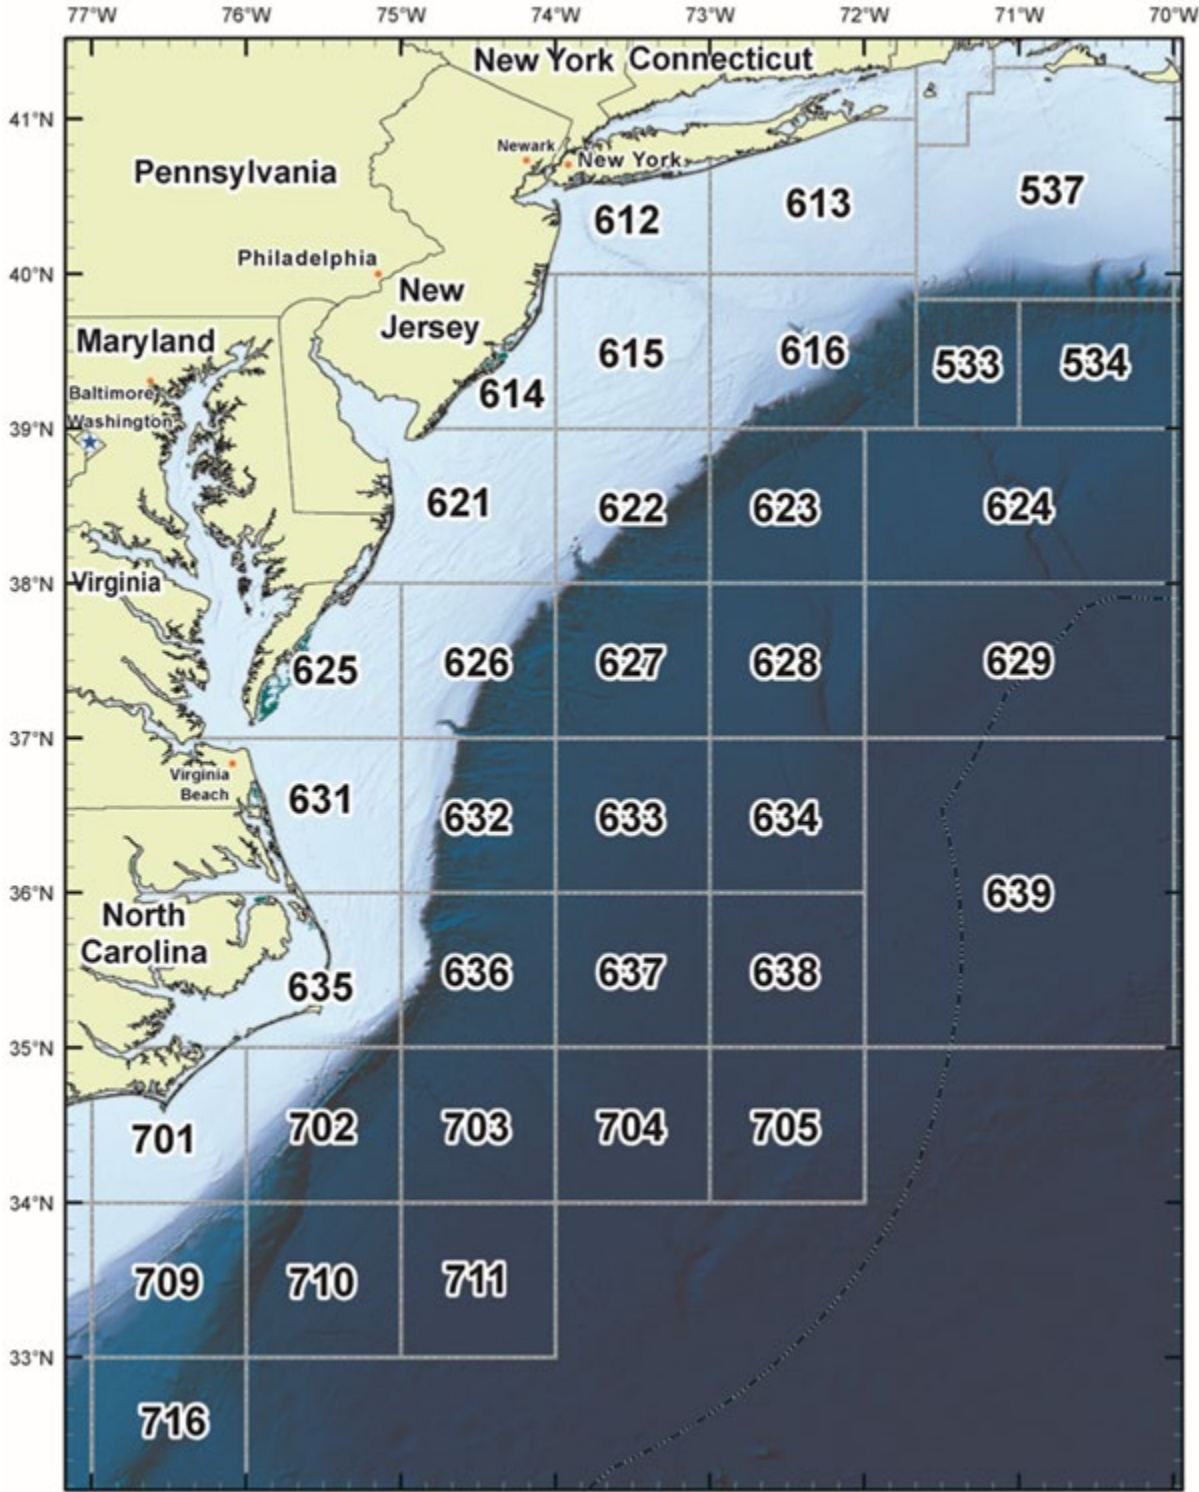 77°W 76°W 75°W 74°W 73°W 72°W 71°W 70°W
New York Connecticut
41°N
Newark
New York
Pennsylvania
537
613
612
Philadelphia
40°N
New
Jersey
Maryland
615
616
533
534
Baltimore
614
Washington
39°N
621
622
623
624
38°N
Virginia
625
626
627
628
629
37°N
Virginia
Beach
631
632
633
634
36°N
639
North
Carolina
635
636
637
638
35°N
701
702
703
704
705
34°N
709
710
711
33°N
716